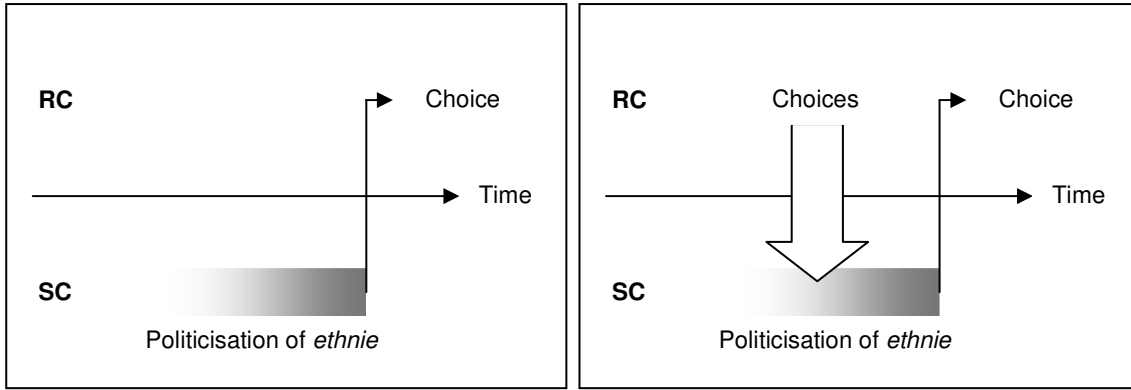 RC
Choice
Time
SC
Politicisation of ethnie
RC
Choices
Choice
Time
SC
Politicisation of ethnie